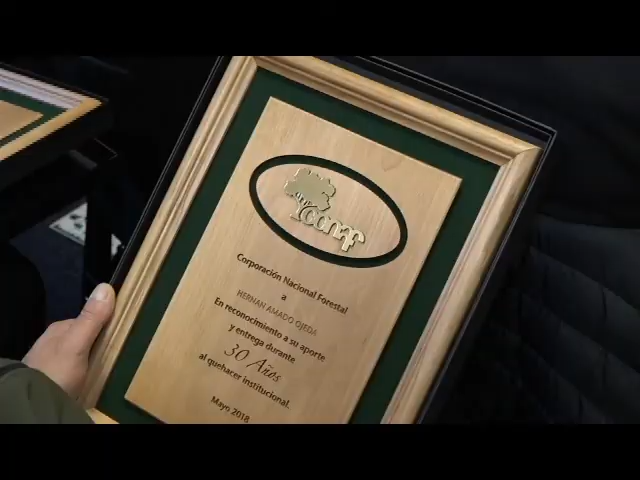 conaf
Corporación Nacional Forestal
a
HERNAN AMADO OJEDA
En reconocimiento a su aporte
y entrega durante
30 Años
al quehacer institucional.
Mayo 2018